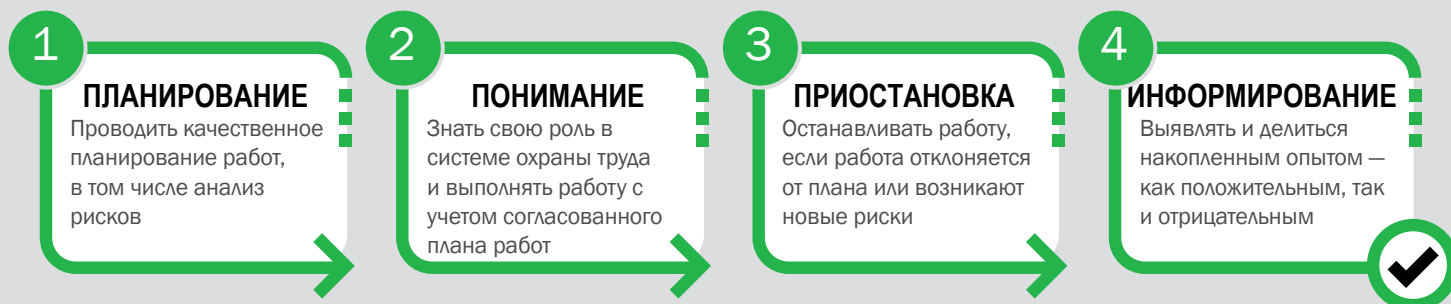 1
ПЛАНИРОВАНИЕ
Проводить качественное
планирование работ,
в том числе анализ
рисков
2
ПОНИМАНИЕ
Знать свою роль в
системе охраны труда
и выполнять работу с
учетом согласованного
плана работ
3
ПРИОСТАНОВКА
Останавливать работу,
если работа отклоняется
от плана или возникают
новые риски
4
ИНФОРМИРОВАНИЕ
Выявлять и делиться
накопленным опытом —
как положительным, так
и отрицательным